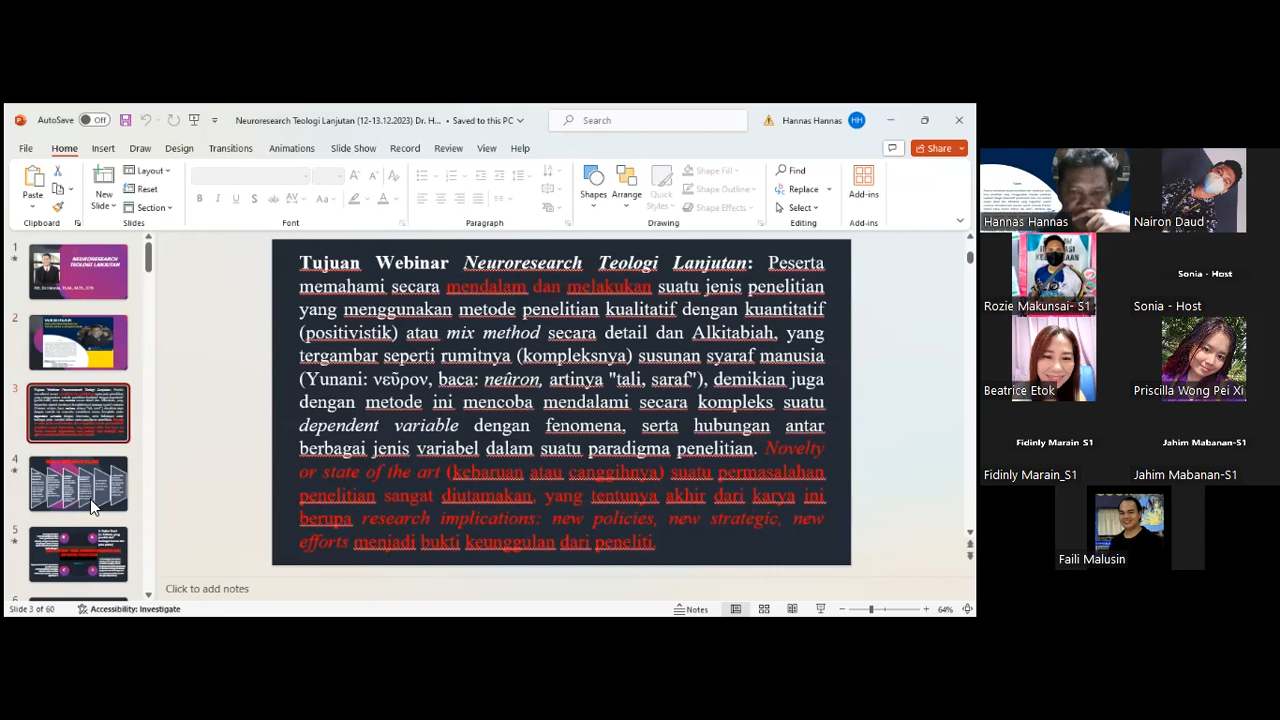 AutoSave
Off
Neuroresearch Teologi Lanjutan (12-13.12.2023) Dr. H... • Saved to this PC
Search
Hannas Hannas
HH
File Home Insert Draw Design Transitions Animations Slide Show Record Review View Help
Share
Paste
New
Slide
Layout
Reset
Section
Shapes
Arrange
Quick
Styles
Shape Fill
Shape Outline
Shape Effects
Find
Replace
Select
Add-ins
Clipboard
Slides
Font
Paragraph
Drawing
Editing
Add-ins
1
NEURORESEARCH
TEOLOGI LANJUTAN
2
WEBINAR
3
4
5
Tujuan Webinar Neuroresearch Teologi Lanjutan: Peserta
memahami secara mendalam dan melakukan suatu jenis penelitian
yang menggunakan metode penelitian kualitatif dengan kuantitatif
(positivistik) atau mix method secara detail dan Alkitabiah, yang
tergambar seperti rumitnya (kompleksnya) susunan syaraf manusia
(Yunani: νεῦρον, baca: neûron, artinya "tali, saraf"), demikian juga
dengan metode ini mencoba mendalami secara kompleks suatu
dependent variable dengan fenomena, serta hubungan antar
berbagai jenis variabel dalam suatu paradigma penelitian. Novelty
or state of the art (kebaruan atau canggihnya) suatu permasalahan
penelitian sangat diutamakan, yang tentunya akhir dari karya ini
berupa research implications: new policies, new strategic, new
efforts menjadi bukti keunggulan dari peneliti.
Click to add notes
Slide 3 of 60
Accessibility: Investigate
Notes
64%
Hannas Hannas
Nairon Daud
Rozie Makunsai- S1
Sonia - Host
Sonia - Host
Beatrice Etok
Priscilla Wong Pei Xi
Fidinly Marain_S1
Jahim Mabanan-S1
Fidinly Marain_S1
Jahim Mabanan-S1
Faili Malusin